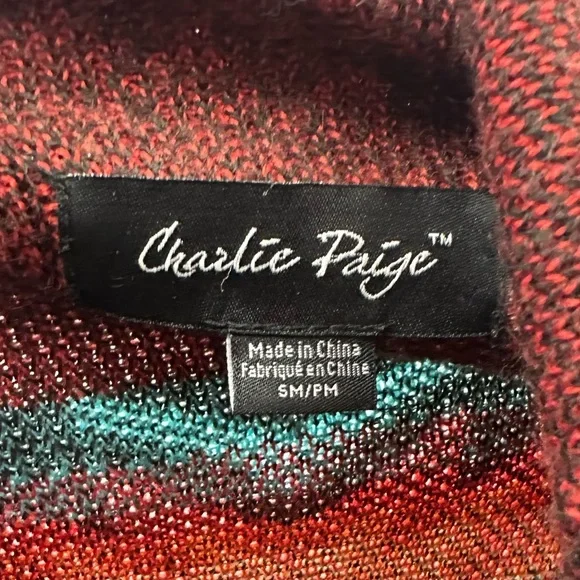 Charlie Paige™
Made in China
Fabriqué en Chine
SM/PM